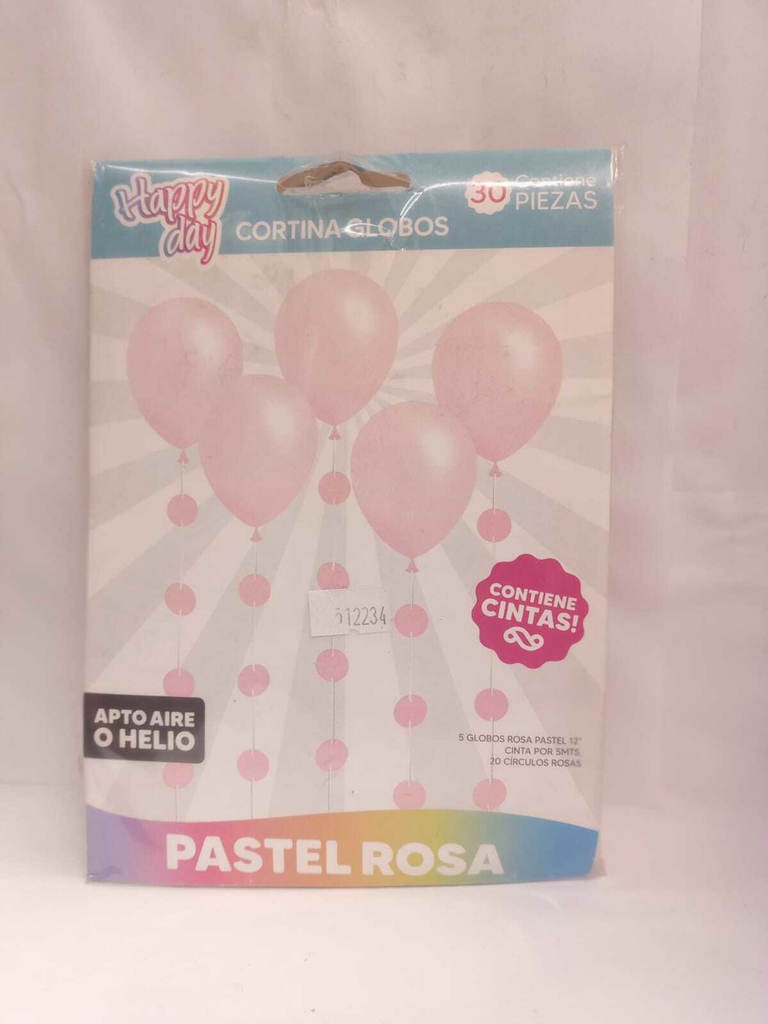 Happy
day
CORTINA GLOBOS
30 Contiene
PIEZAS
512234
CONTIENE
CINTAS!
APTO AIRE
O HELIO
5 GLOBOS ROSA PASTEL 12"
CINTA POR 5MTS.
20 CÍRCULOS ROSAS
PASTEL ROSA